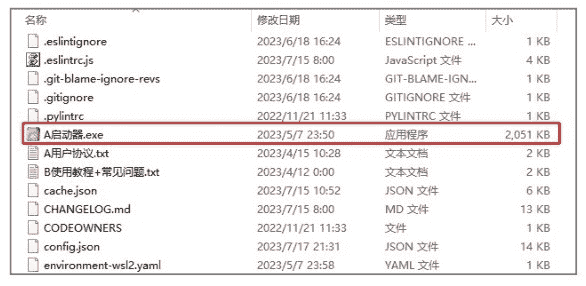 名称 修改日期 类型 大小
.eslintignore 2023/6/18 16:24 ESLINTIGNORE ... 1 KB
.eslintrc.js 2023/7/15 8:00 JavaScript 文件 4 KB
.git-blame-ignore-revs 2023/6/18 16:24 GIT-BLAME-IGN... 1 KB
.gitignore 2023/6/18 16:24 GITIGNORE 文件 1 KB
.pylintrc 2022/11/21 11:33 PYLINTRC 文件 1 KB
A启动器.exe 2023/5/7 23:50 应用程序 2,051 KB
A用户协议.txt 2023/4/15 10:28 文本文档 2 KB
B使用教程+常见问题.txt 2023/4/12 0:00 文本文档 2 KB
cache.json 2023/7/15 10:52 JSON 文件 6 KB
CHANGELOG.md 2023/7/15 8:00 MD 文件 13 KB
CODEOWNERS 2022/11/21 11:33 文件 1 KB
config.json 2023/7/17 21:31 JSON 文件 14 KB
environment-wsl2.yaml 2023/5/7 23:58 YAML 文件 1 KB